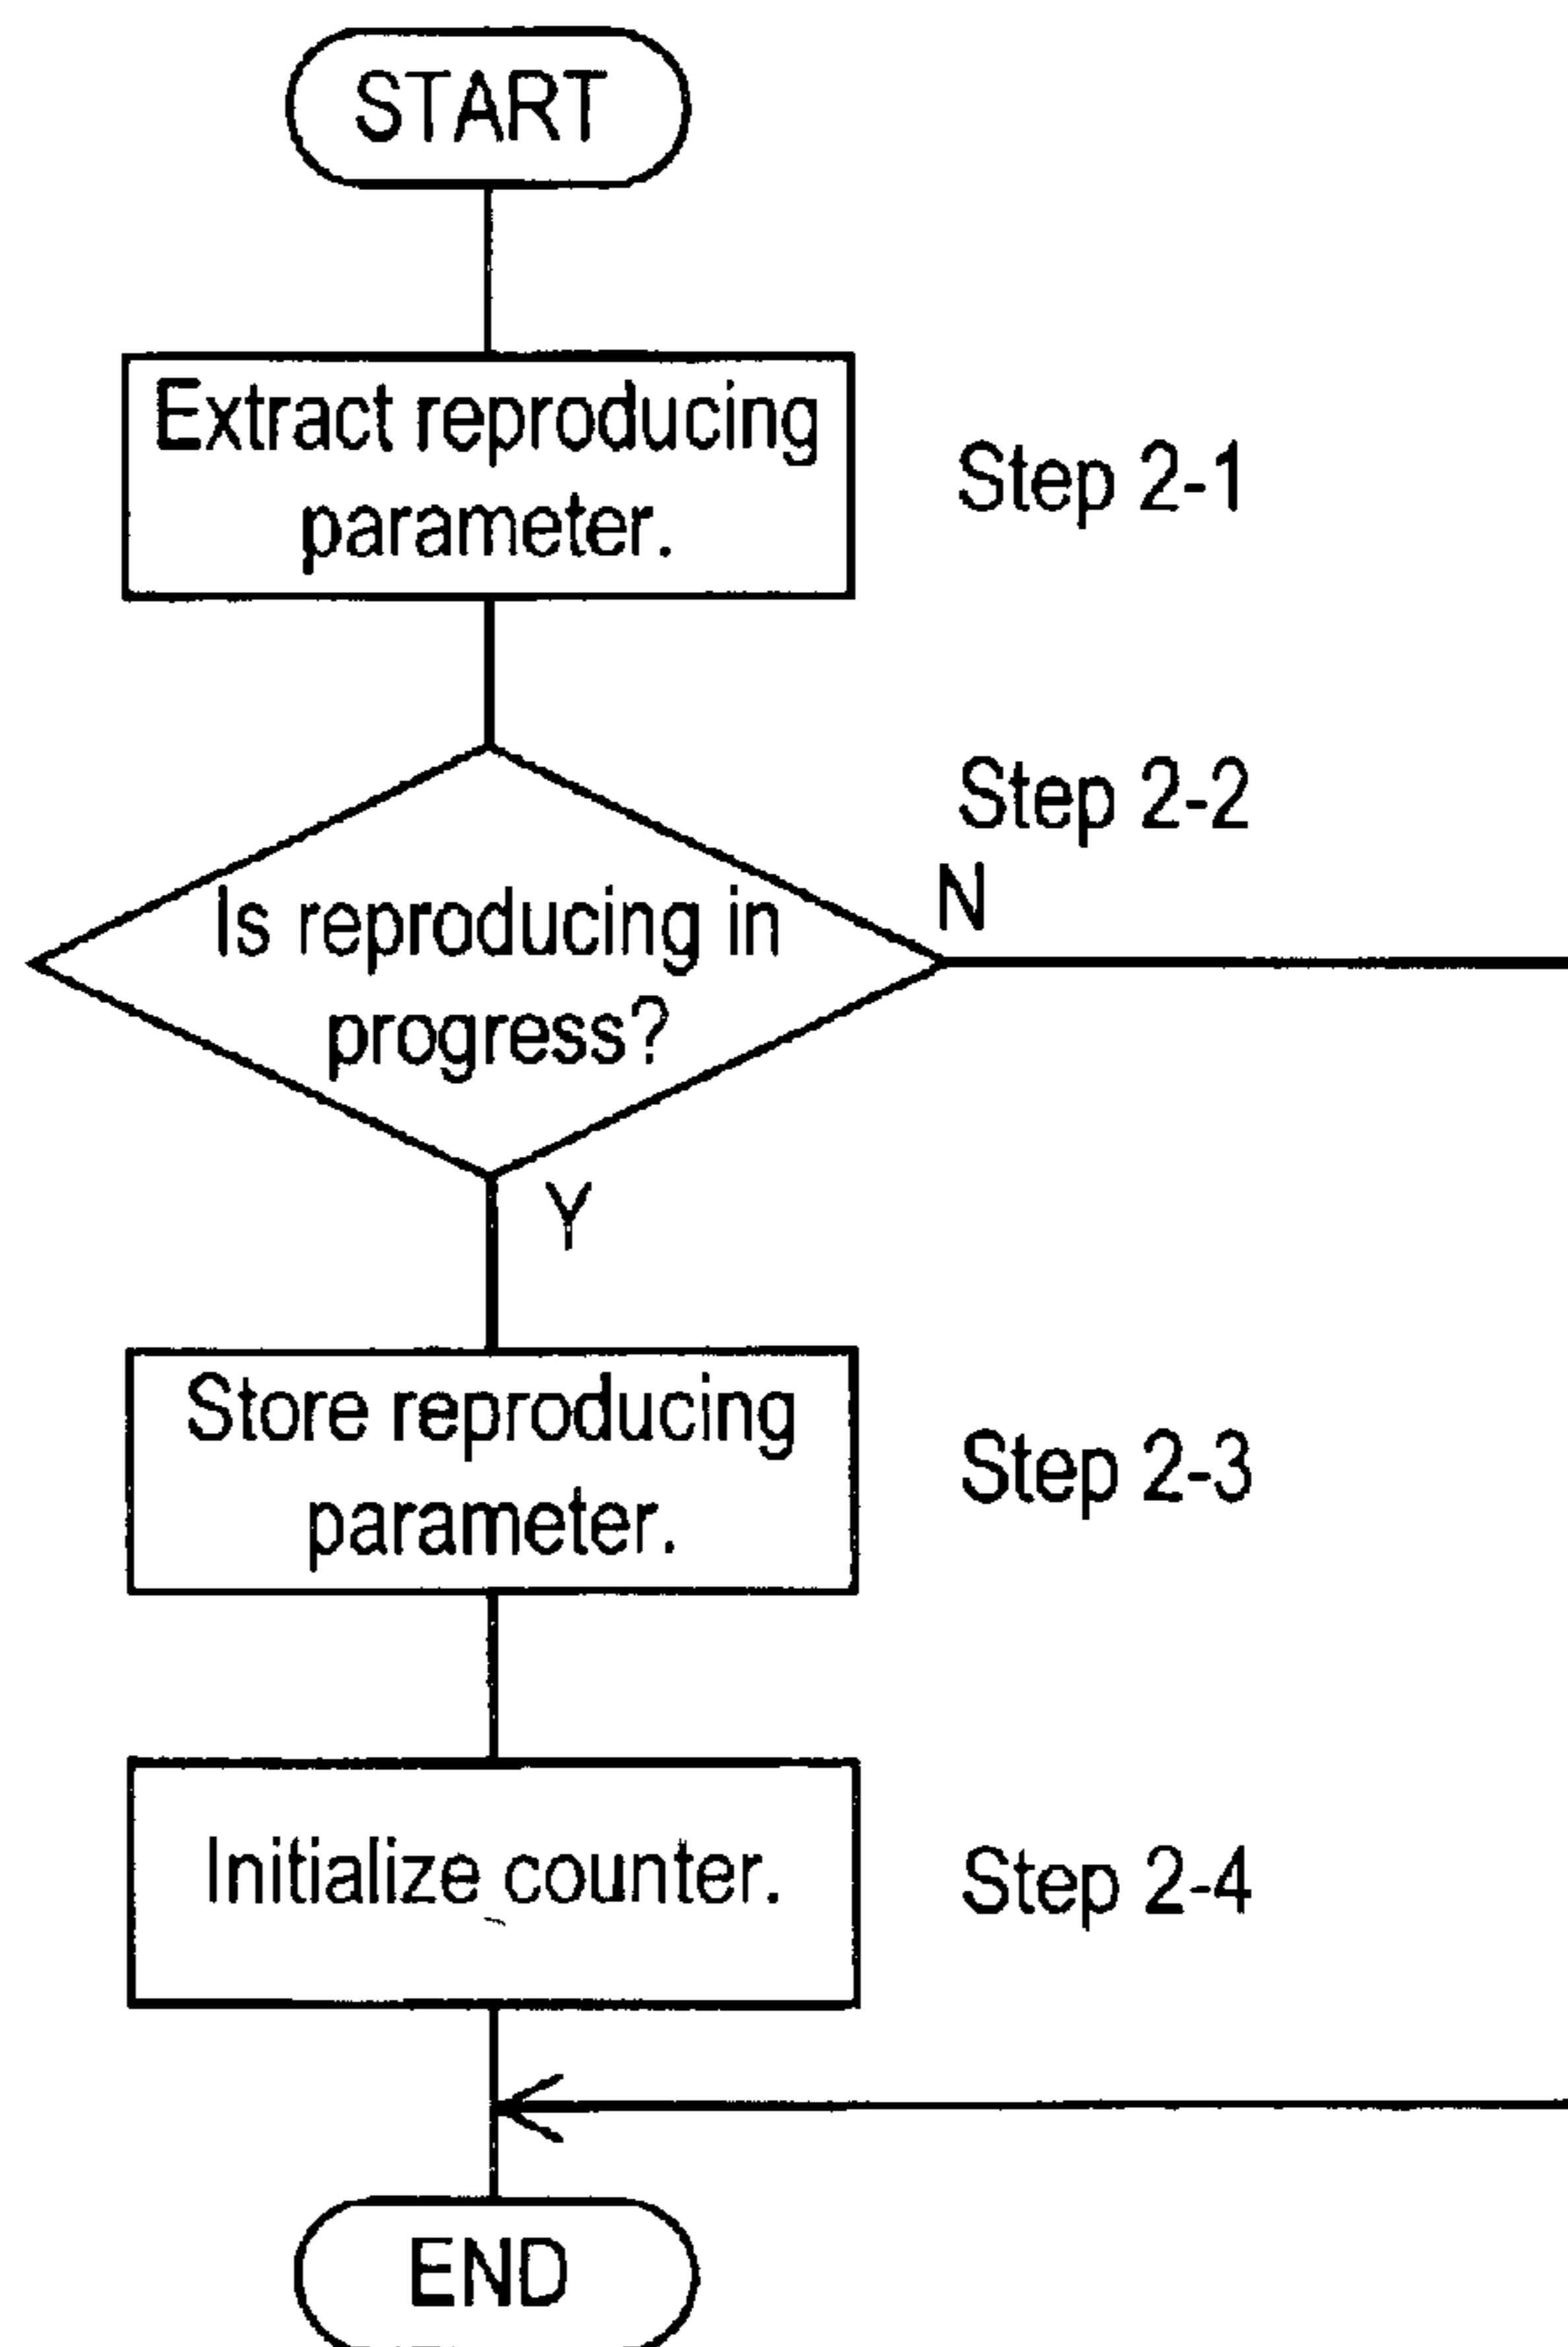 START
Extract reproducing
parameter.
Step 2-1
Step 2-2
N
Is reproducing in
progress?
Y
Store reproducing
parameter.
Step 2-3
Initialize counter.
Step 2-4
END